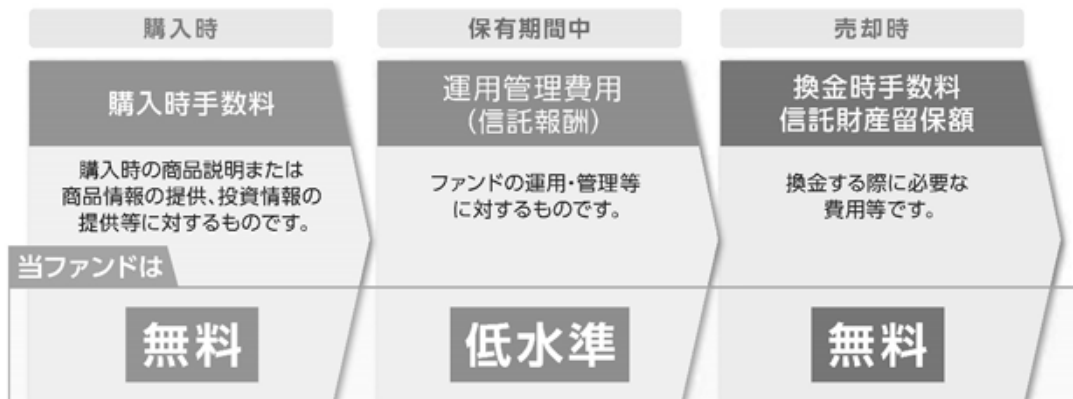 購入時
購入時手数料
購入時の商品説明または
商品情報の提供、投資情報の
提供等に対するものです。
保有期間中
運用管理費用
(信託報酬)
ファンドの運用・管理等
に対するものです。
売却時
換金時手数料
信託財産留保額
換金する際に必要な
費用等です。
当ファンドは
無料
低水準
無料